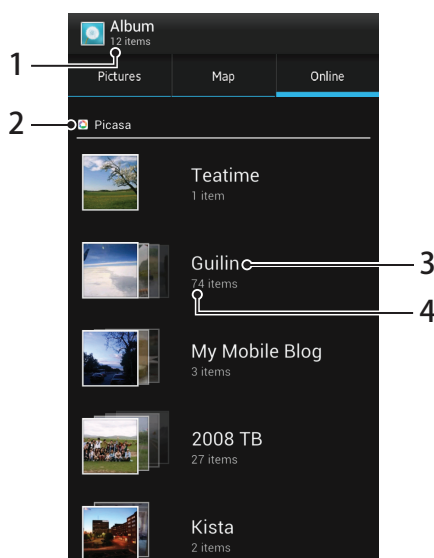 Album
12 items
1
Pictures Map Online
2
Picasa
Teatime
1 item
Guilin
3
74 items
4
My Mobile Blog
3 items
2008 TB
27 items
Kista
2 items